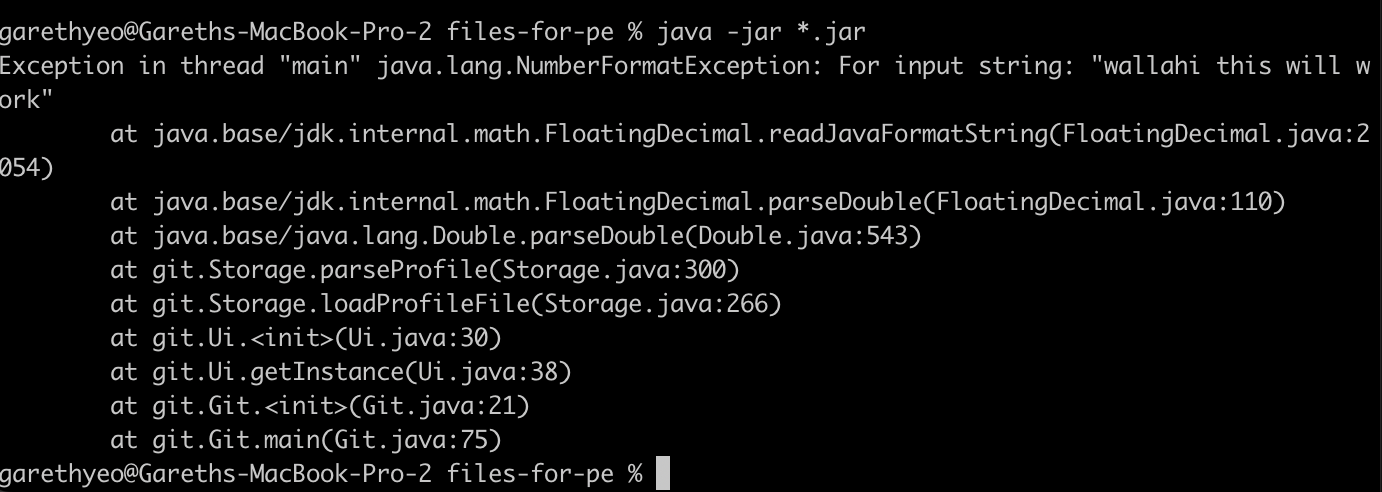 garethyeo@Gareths-MacBook-Pro-2 files-for-pe % java -jar *.jar
Exception in thread "main" java.lang.NumberFormatException: For input string: "wallahi this will w
ork"
        at java.base/jdk.internal.math.FloatingDecimal.readJavaFormatString(FloatingDecimal.java:2
054)
        at java.base/jdk.internal.math.FloatingDecimal.parseDouble(FloatingDecimal.java:110)
        at java.base/java.lang.Double.parseDouble(Double.java:543)
        at git.Storage.parseProfile(Storage.java:300)
        at git.Storage.loadProfileFile(Storage.java:266)
        at git.Ui.<init>(Ui.java:30)
        at git.Ui.getInstance(Ui.java:38)
        at git.Git.<init>(Git.java:21)
        at git.Git.main(Git.java:75)
garethyeo@Gareths-MacBook-Pro-2 files-for-pe %